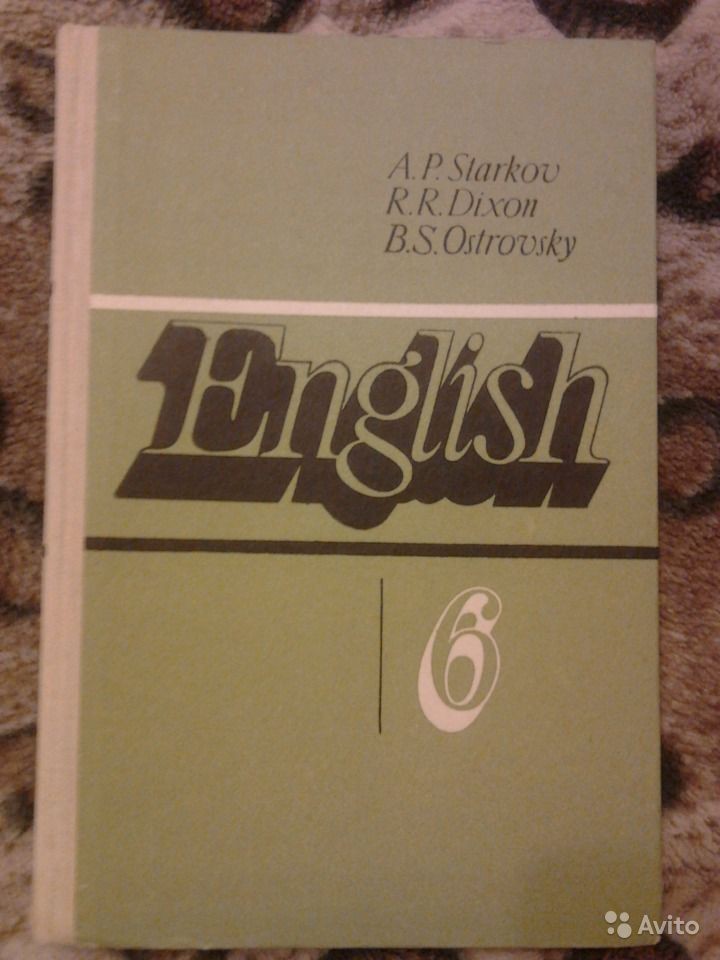 A.P. Starkov
R.R. Dixon
B.S. Ostrovsky
English
6
Avito